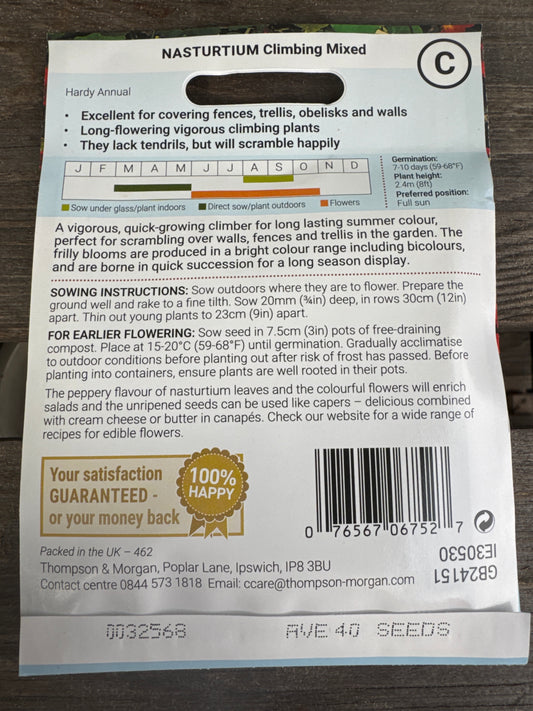 NASTURTIUM Climbing Mixed
C
Hardy Annual
• Excellent for covering fences, trellis, obelisks and walls
• Long-flowering vigorous climbing plants
• They lack tendrils, but will scramble happily
J F M A M J J A S O N D
Sow under glass/plant indoors Direct sow/plant outdoors Flowers
Germination:
7-10 days (59-68°F)
Plant height:
2.4m (8ft)
Preferred position:
Full sun
A vigorous, quick-growing climber for long lasting summer colour,
perfect for scrambling over walls, fences and trellis in the garden. The
frilly blooms are produced in a bright colour range including bicolours,
and are borne in quick succession for a long season display.
SOWING INSTRUCTIONS: Sow outdoors where they are to flower. Prepare the
ground well and rake to a fine tilth. Sow 20mm (¾in) deep, in rows 30cm (12in)
apart. Thin out young plants to 23cm (9in) apart.
FOR EARLIER FLOWERING: Sow seed in 7.5cm (3in) pots of free-draining
compost. Place at 15-20°C (59-68°F) until germination. Gradually acclimatise
to outdoor conditions before planting out after risk of frost has passed. Before
planting into containers, ensure plants are well rooted in their pots.
The peppery flavour of nasturtium leaves and the colourful flowers will enrich
salads and the unripened seeds can be used like capers – delicious combined
with cream cheese or butter in canapés. Check our website for a wide range of
recipes for edible flowers.
Your satisfaction
GUARANTEED -
or your money back
100%
HAPPY
0 76567 06752 7
Packed in the UK – 462
Thompson & Morgan, Poplar Lane, Ipswich, IP8 3BU
Contact centre 0844 573 1818 Email: ccare@thompson-morgan.com
GB24151
IE30530
0032568 AVE 40 SEEDS